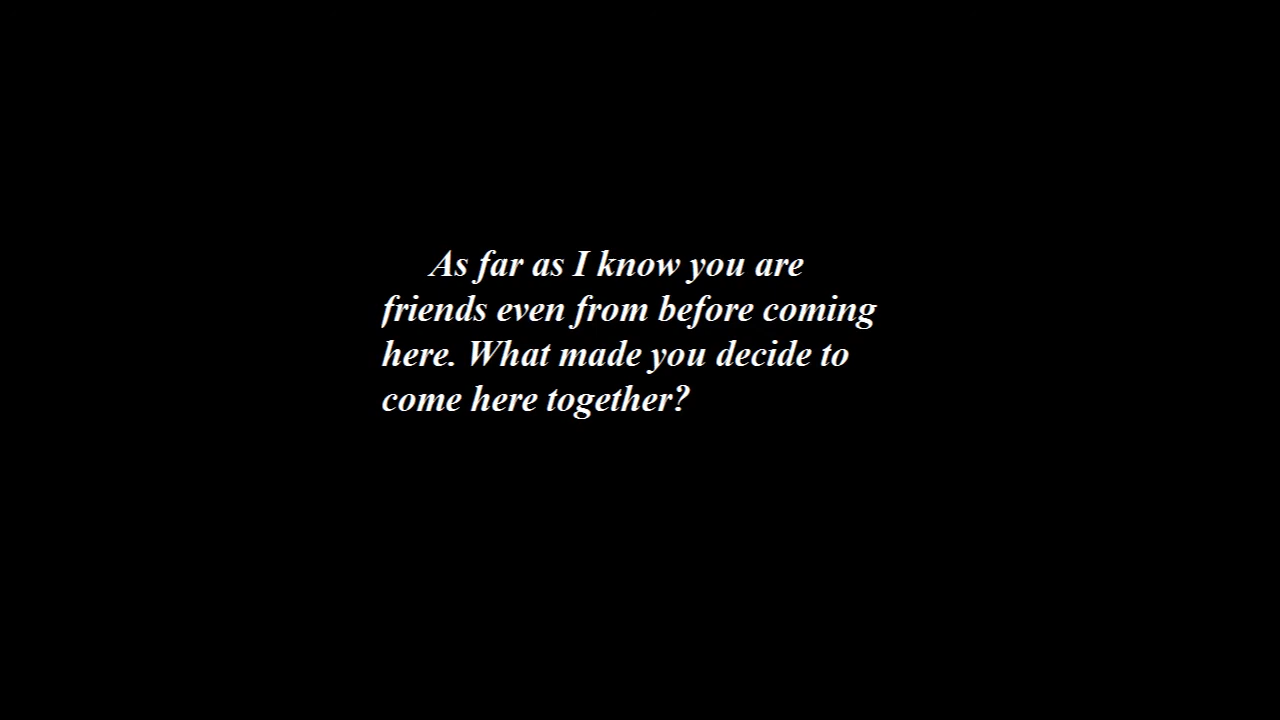 As far as I know you are
friends even from before coming
here. What made you decide to
come here together?